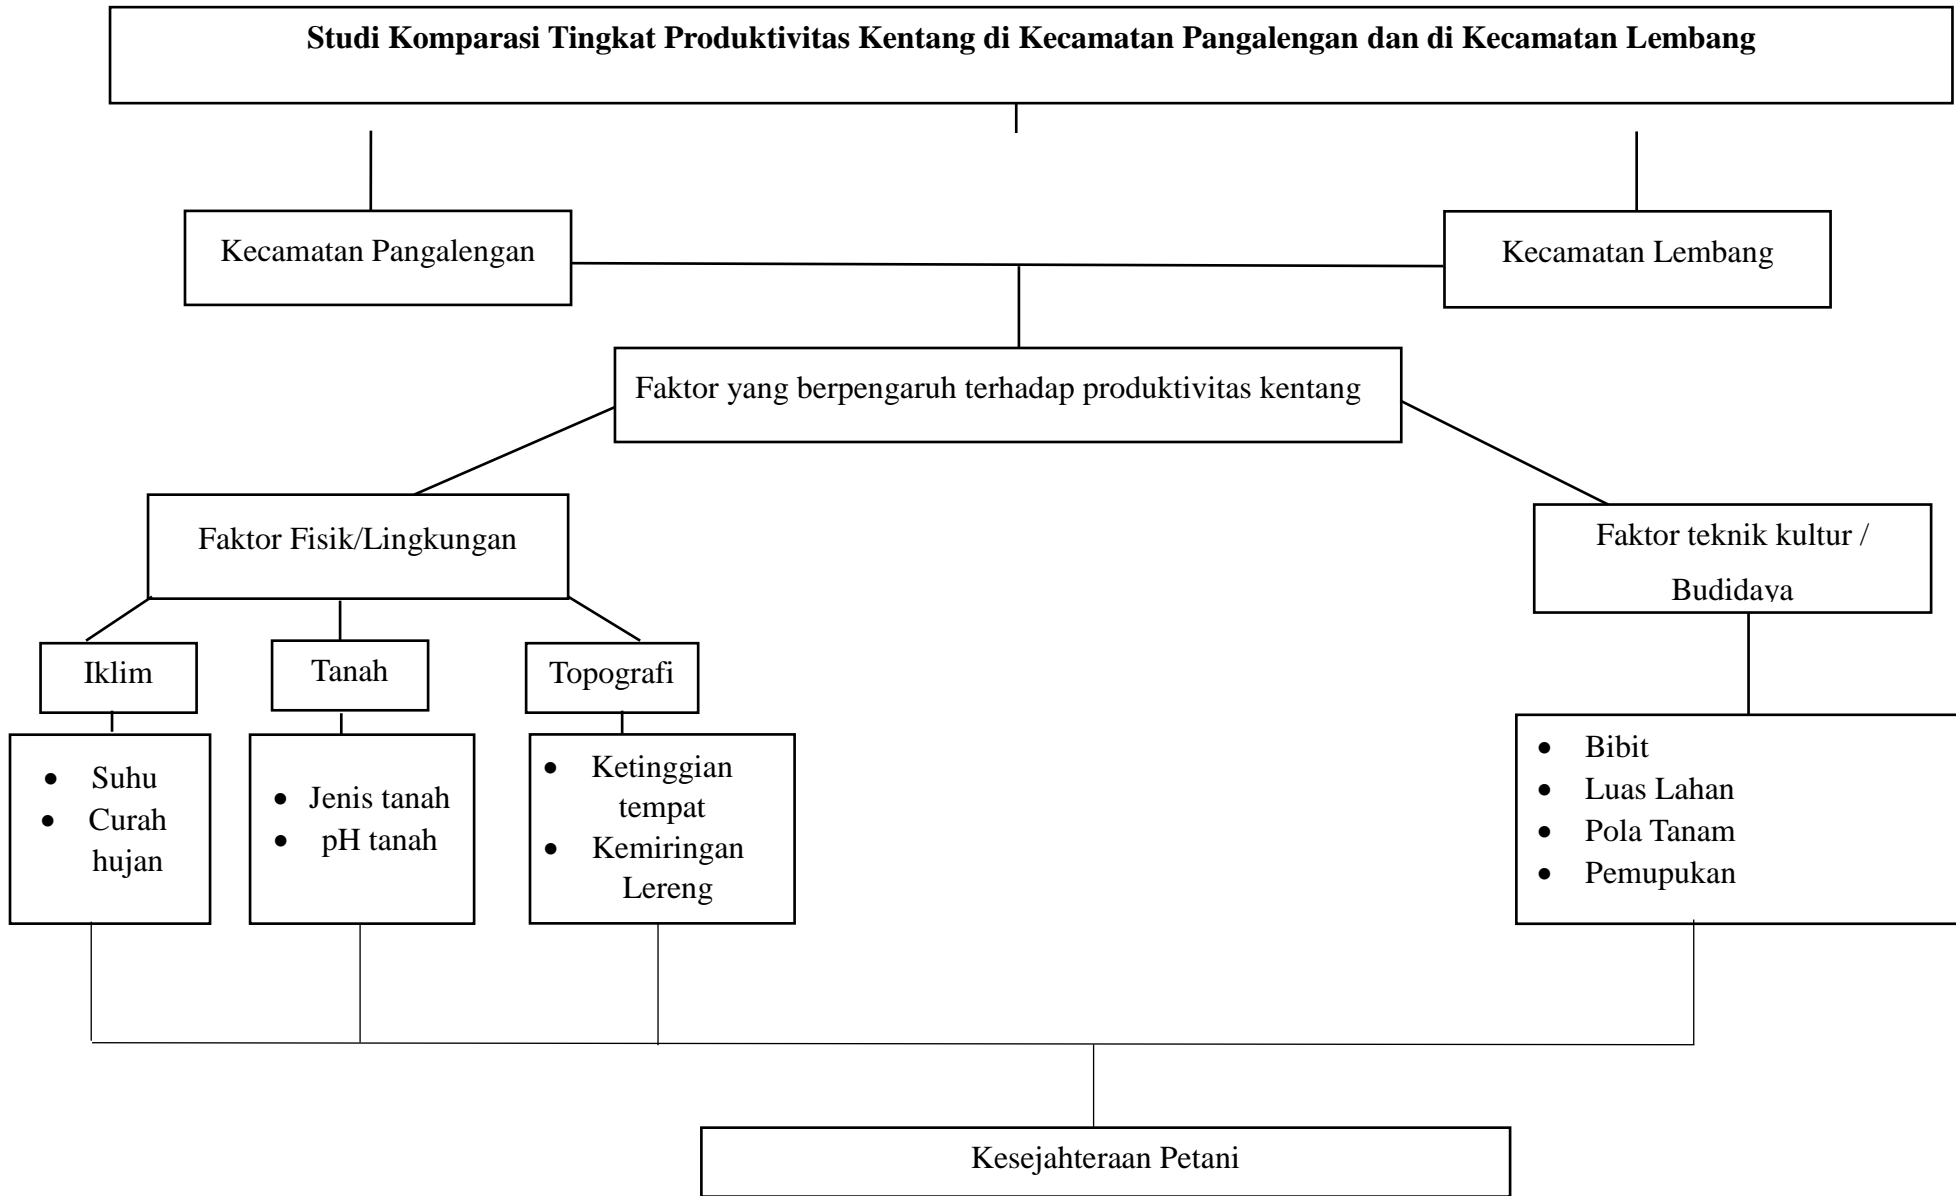 Studi Komparasi Tingkat Produktivitas Kentang di Kecamatan Pangalengan dan di Kecamatan Lembang
Kecamatan Pangalengan
Kecamatan Lembang
Faktor yang berpengaruh terhadap produktivitas kentang
Faktor Fisik/Lingkungan
Faktor teknik kultur /
Budidaya
Iklim
Tanah
Topografi
• Suhu
• Curah
hujan
• Jenis tanah
• pH tanah
• Ketinggian
tempat
• Kemiringan
Lereng
• Bibit
• Luas Lahan
• Pola Tanam
• Pemupukan
Kesejahteraan Petani